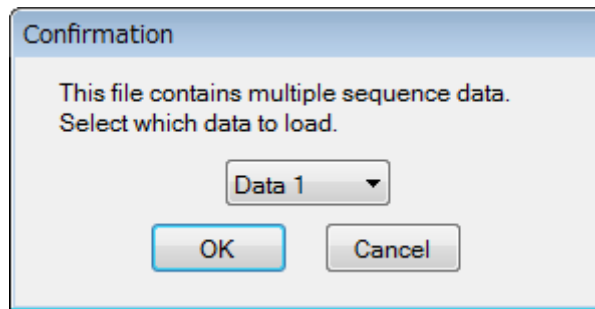 Confirmation
This file contains multiple sequence data.
Select which data to load.
Data 1
OK
Cancel